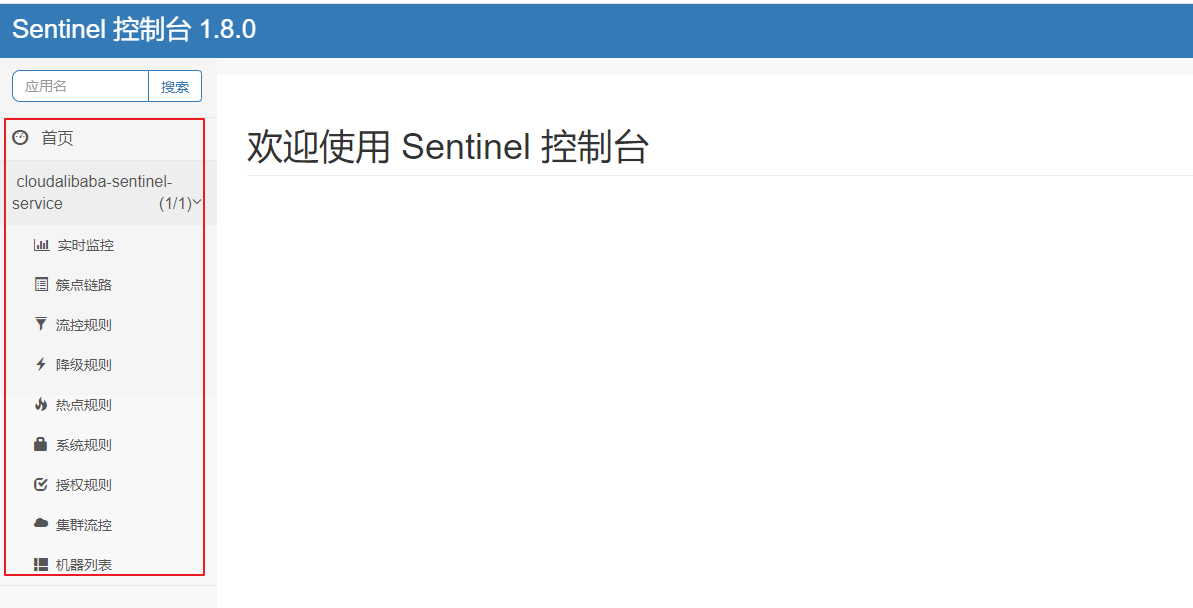 Sentinel 控制台 1.8.0
应用名 搜索
首页
cloudalibaba-sentinel-
service (1/1)
实时监控
簇点链路
流控规则
降级规则
热点规则
系统规则
授权规则
集群流控
机器列表
欢迎使用 Sentinel 控制台